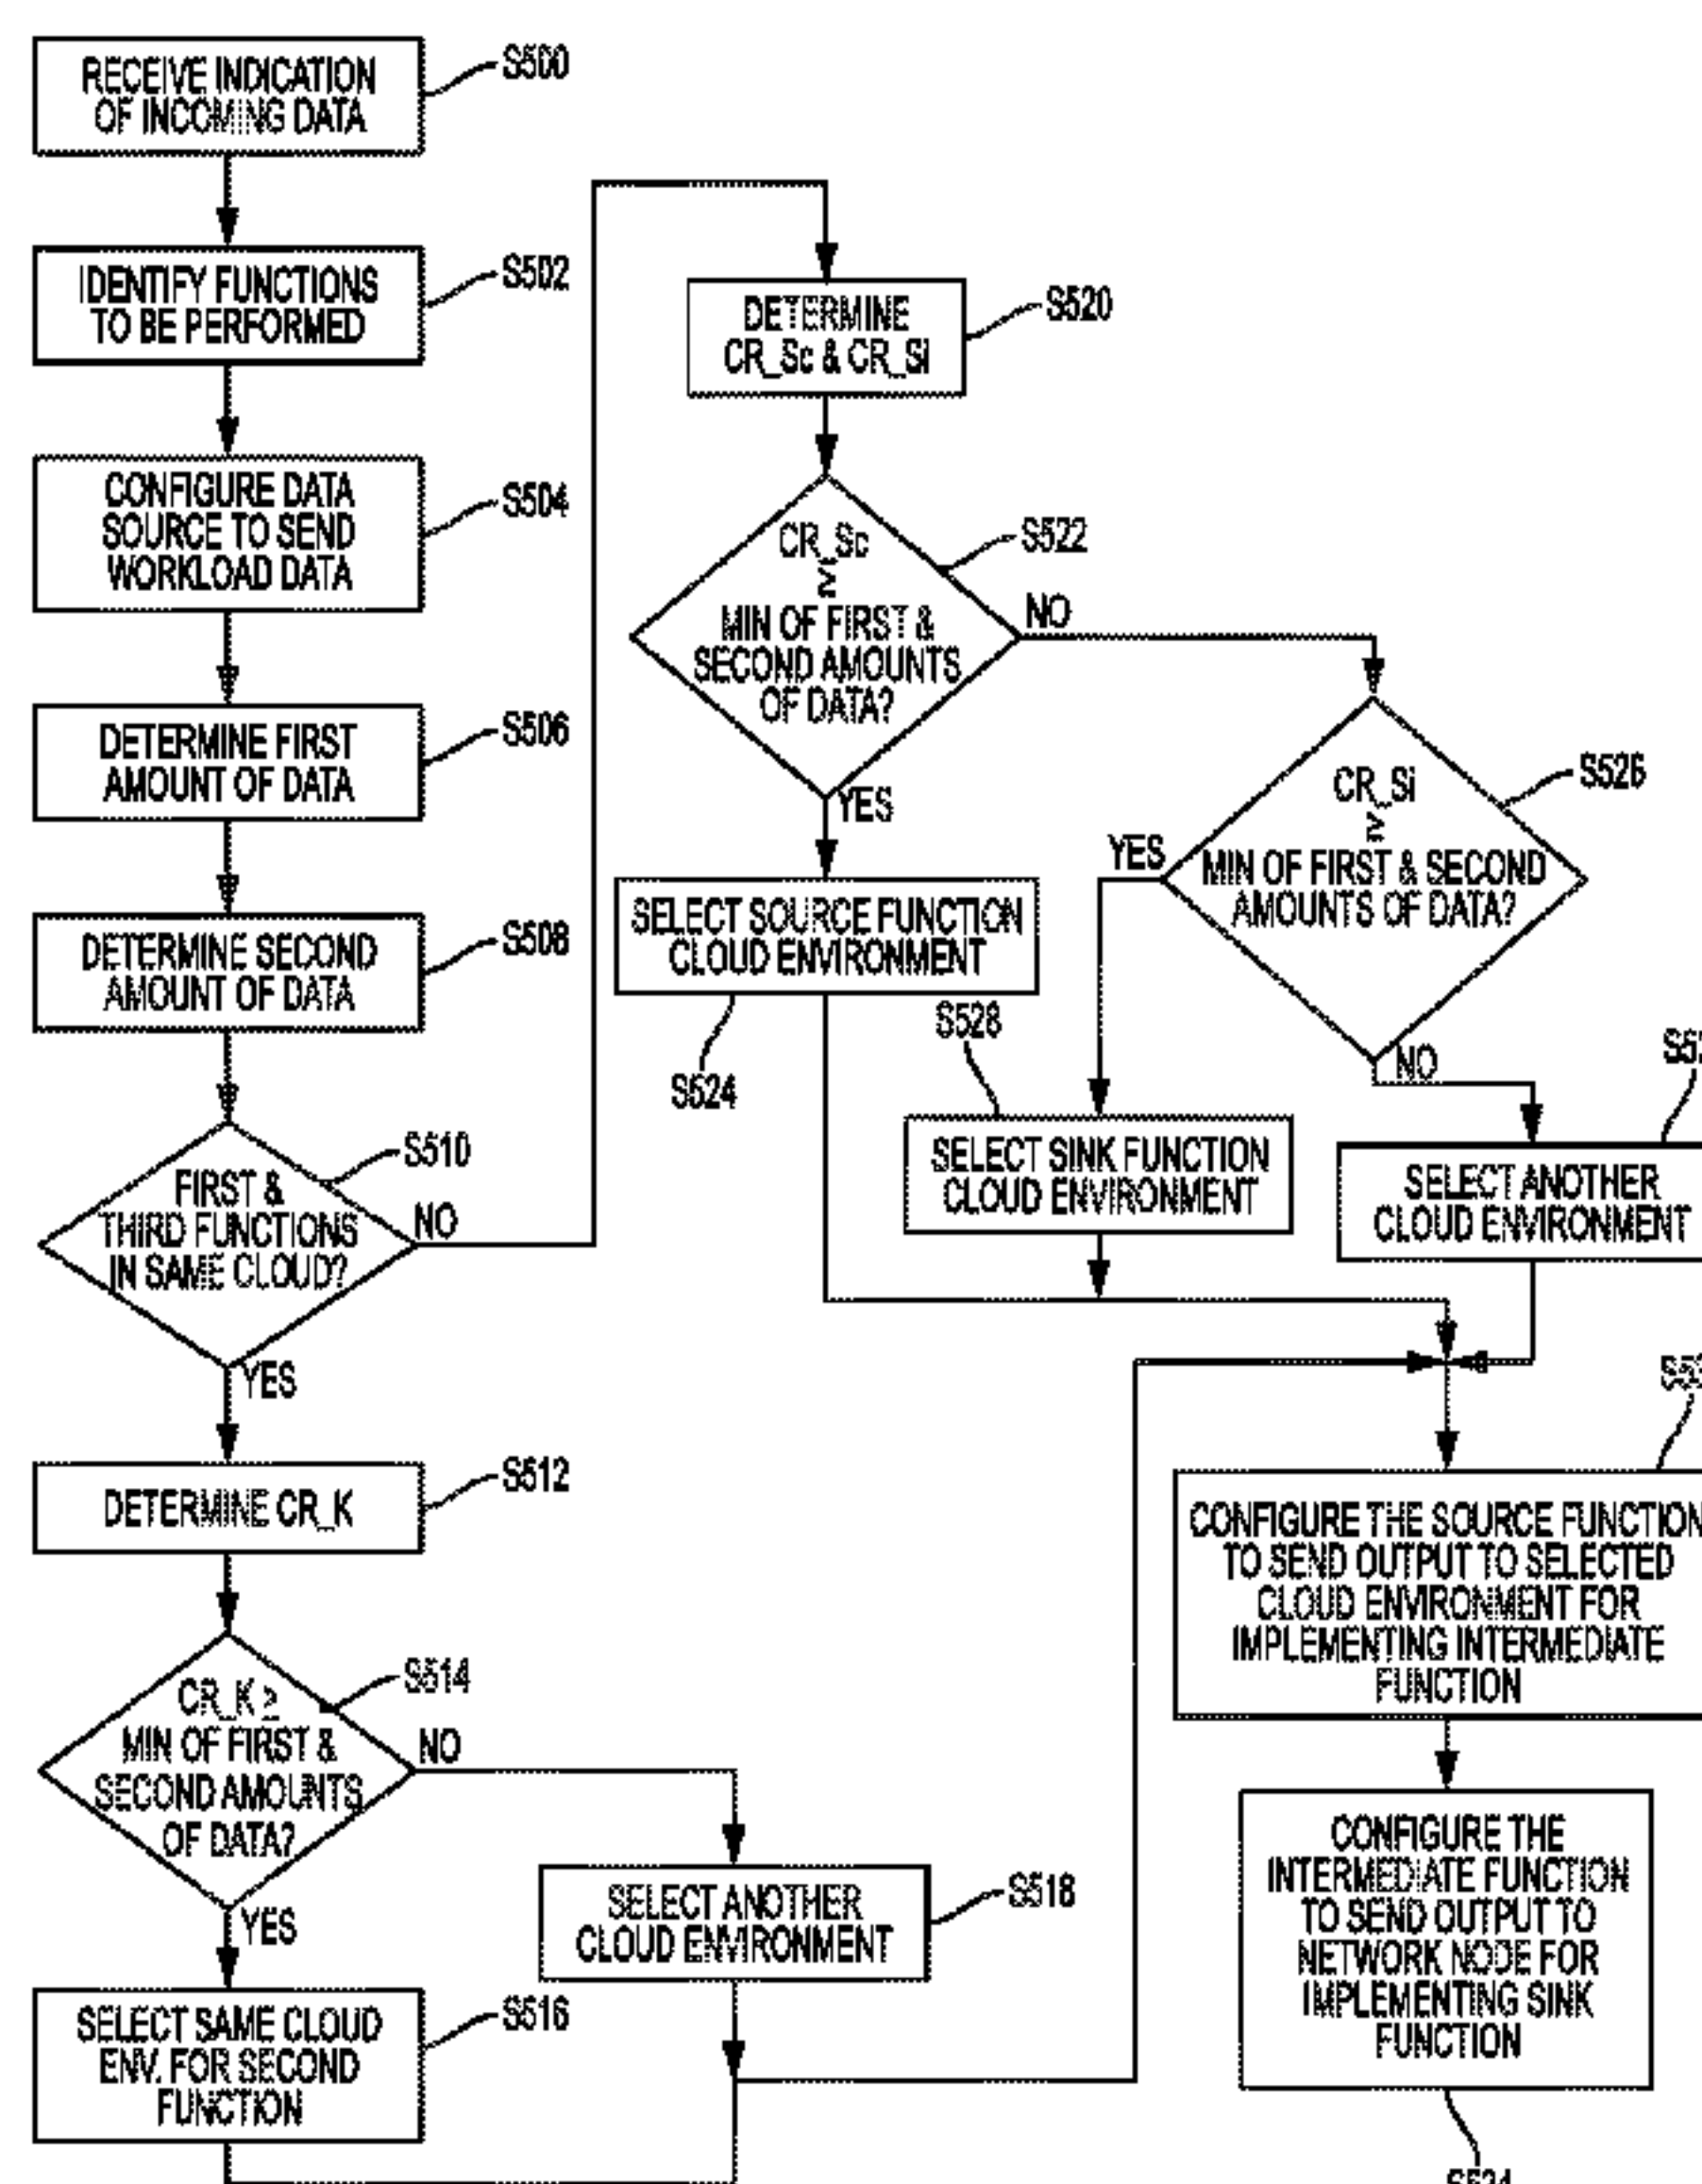 RECEIVE INDICATION
OF INCOMING DATA
S500
IDENTIFY FUNCTIONS
TO BE PERFORMED
S502
CONFIGURE DATA
SOURCE TO SEND
WORKLOAD DATA
S504
DETERMINE FIRST
AMOUNT OF DATA
S506
DETERMINE SECOND
AMOUNT OF DATA
S508
FIRST &
THIRD FUNCTIONS
IN SAME CLOUD?
S510
NO
YES
DETERMINE CR_K
S512
CR_K ≥
MIN OF FIRST &
SECOND AMOUNTS
OF DATA?
S514
NO
YES
SELECT SAME CLOUD
ENV. FOR SECOND
FUNCTION
S516
SELECT ANOTHER
CLOUD ENVIRONMENT
S518
DETERMINE
CR_Sc & CR_Si
S520
CR_Sc
≥
MIN OF FIRST &
SECOND AMOUNTS
OF DATA?
S522
NO
YES
SELECT SOURCE FUNCTION
CLOUD ENVIRONMENT
S524
CR_Si
≥
MIN OF FIRST & SECOND
AMOUNTS OF DATA?
S526
YES
NO
S528
SELECT SINK FUNCTION
CLOUD ENVIRONMENT
SELECT ANOTHER
CLOUD ENVIRONMENT
CONFIGURE THE SOURCE FUNCTION
TO SEND OUTPUT TO SELECTED
CLOUD ENVIRONMENT FOR
IMPLEMENTING INTERMEDIATE
FUNCTION
CONFIGURE THE
INTERMEDIATE FUNCTION
TO SEND OUTPUT TO
NETWORK NODE FOR
IMPLEMENTING SINK
FUNCTION